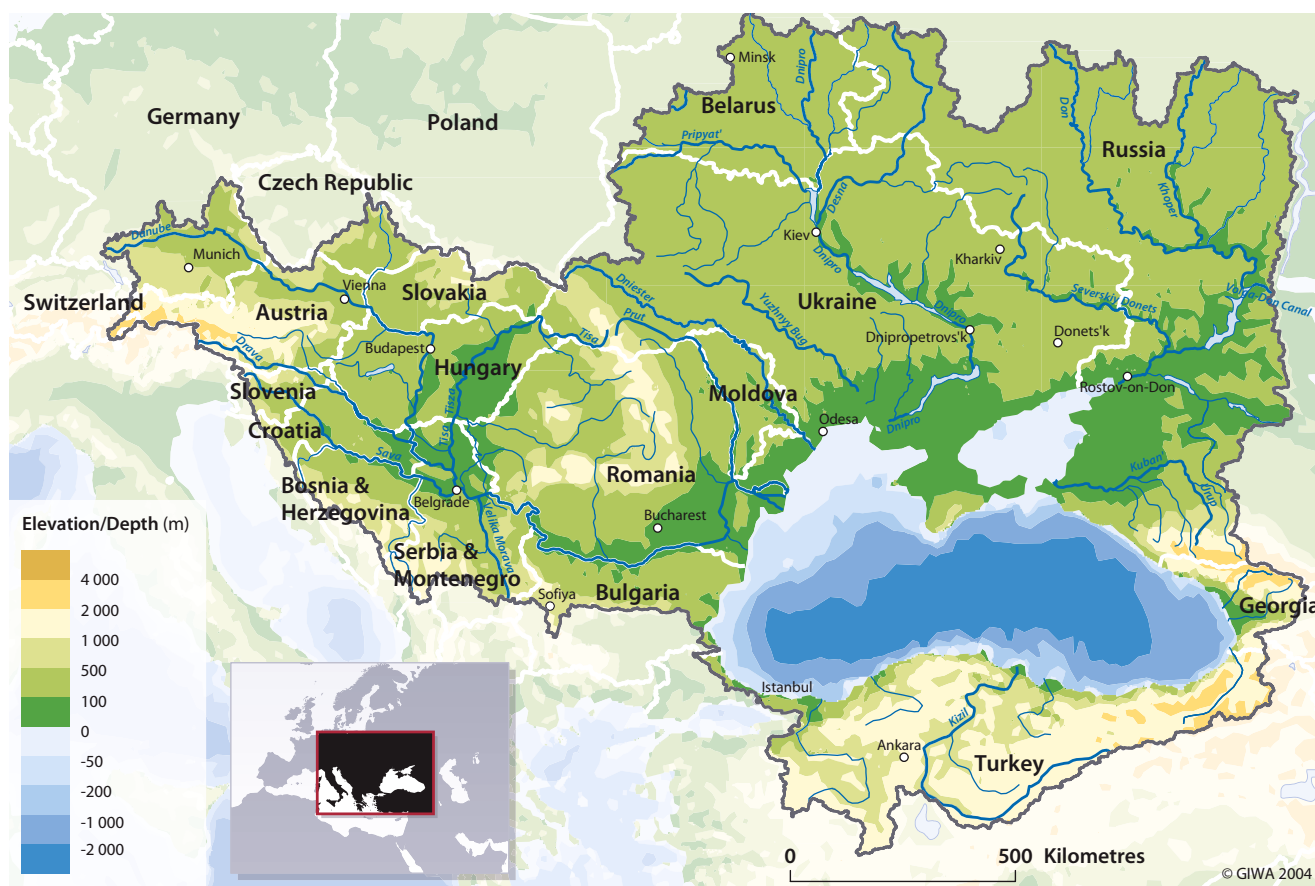 Minsk
Dnipro
Belarus
Germany
Poland
Don
Pripyat'
Russia
Czech Republic
Khoper
Desna
Danube
Kiev
Munich
Dnipro
Kharkiv
Switzerland
Vienna
Slovakia
Dniester
Ukraine
Severskiy Donets
Volga-Don Canal
Austria
Prut
Yuzhnyy Bug
Dnipro
Tisa
Dnipropetrovs'k
Donets'k
Drava
Budapest
Hungary
Rostov-on-Don
Slovenia
Moldova
Tisa Tisza
Odesa
Dnipro
Croatia
Sava
Romania
Kuban'
Bosnia &
Herzegovina
Belgrade
Urup
Bucharest
Velika Morava
Elevation/Depth (m)
Serbia &
Montenegro
Sofiya
Bulgaria
Georgia
4 000
2 000
1 000
500
100
0
-50
-200
-1 000
-2 000
Istanbul
Kizil
Ankara
Turkey
0 500 Kilometres
© GIWA 2004